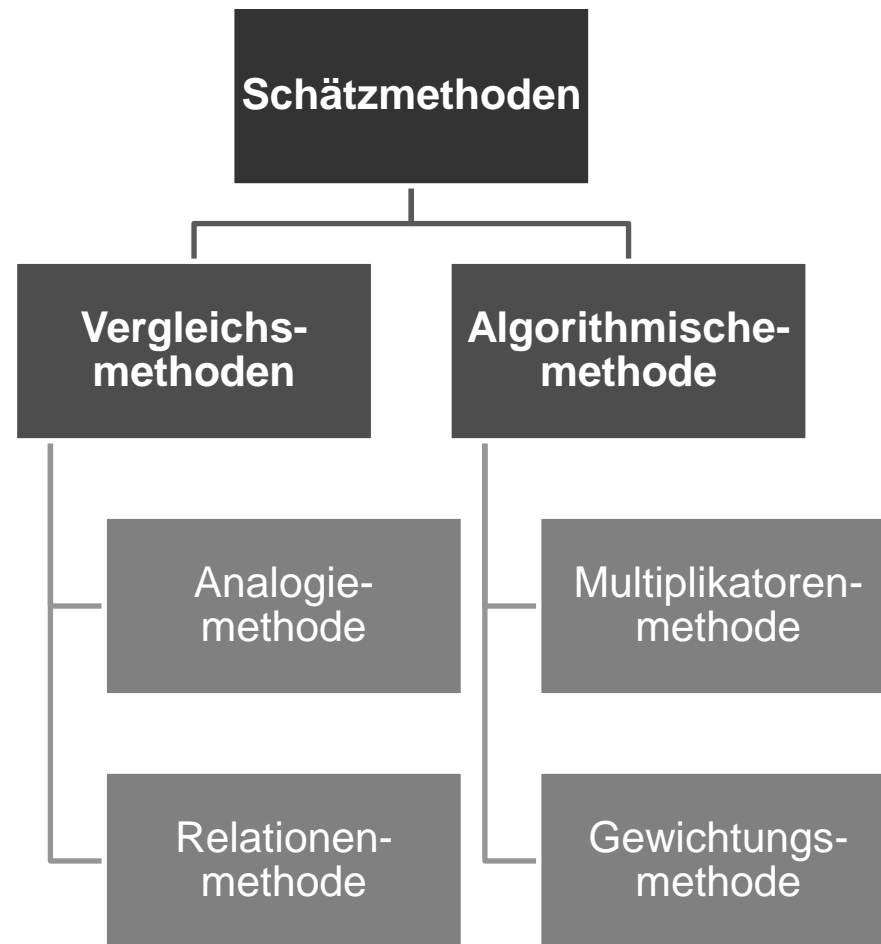 Schätzmethoden
Vergleichs-
methoden
Algorithmische-
methode
Analogie-
methode
Multiplikatoren-
methode
Relationen-
methode
Gewichtungs-
methode